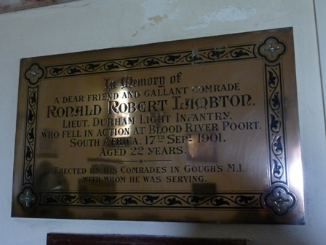 In Memory of
A DEAR FRIEND AND GALLANT COMRADE
RONALD ROBERT LAMBTON.
LIEUT. DURHAM LIGHT INFANTRY,
WHO FELL IN ACTION AT BLOOD RIVER POORT.
SOUTH AFRICA. 17TH SEPT 1901.
AGED 22 YEARS
ERECTED BY HIS COMRADES IN GOUGH'S M.I.
WITH WHOM HE WAS SERVING.